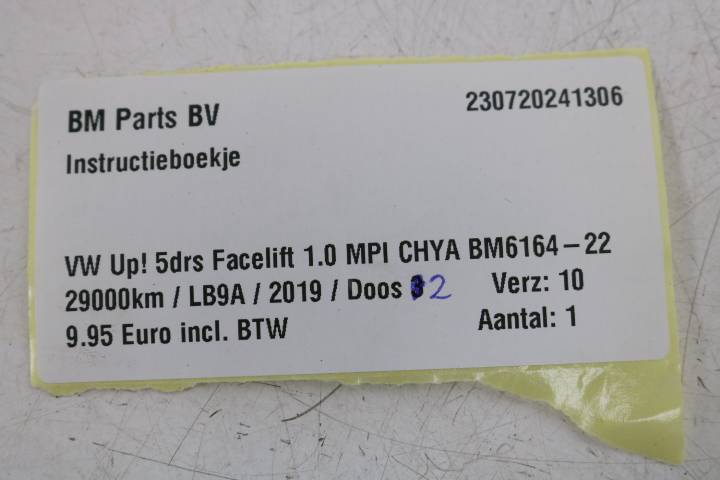 BM Parts BV 230720241306
Instructieboekje
VW Up! 5drs Facelift 1.0 MPI CHYA BM6164-22
29000km / LB9A / 2019 / Doos 2 Verz: 10
9.95 Euro incl. BTW Aantal: 1